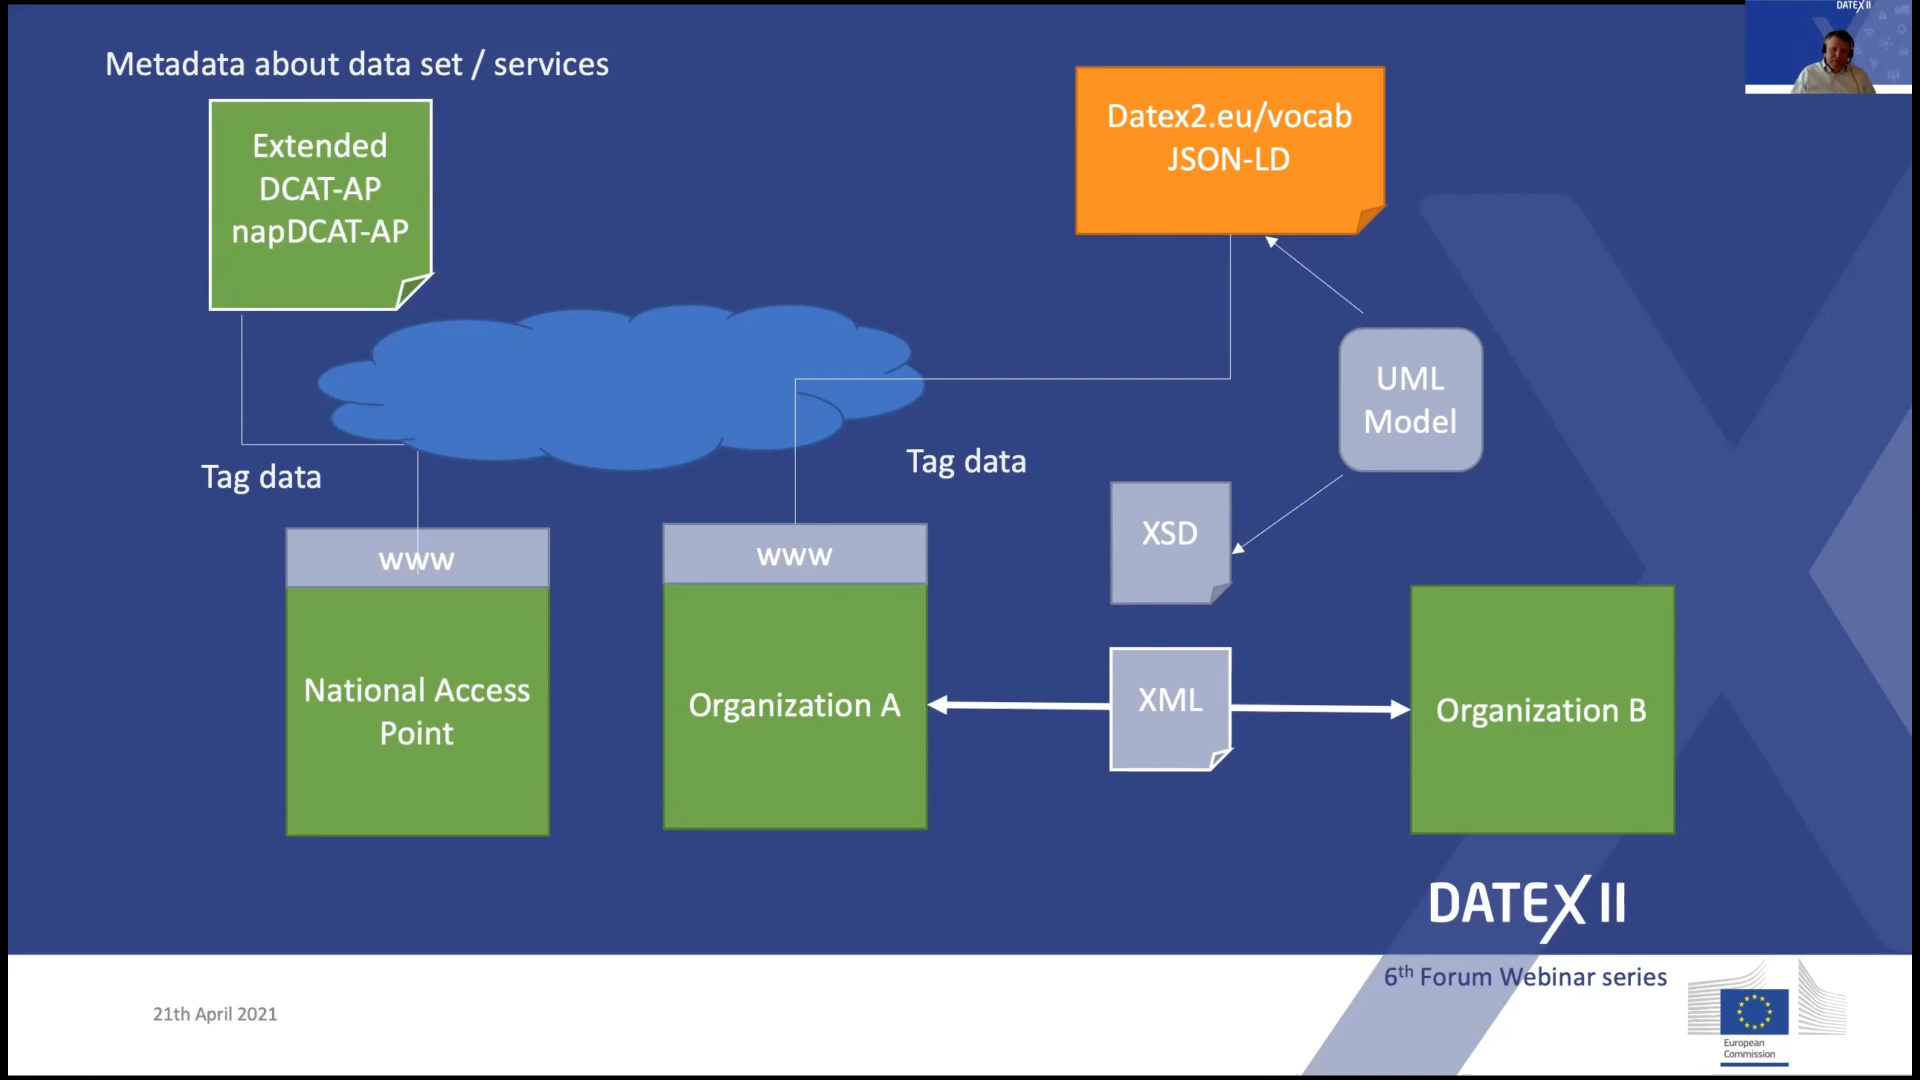 DATEX II
Metadata about data set / services
Extended
DCAT-AP
napDCAT-AP
Datex2.eu/vocab
JSON-LD
UML
Model
Tag data
Tag data
XSD
www
www
National Access
Point
Organization A
XML
Organization B
DATEX II
6th Forum Webinar series
21th April 2021
European
Commission